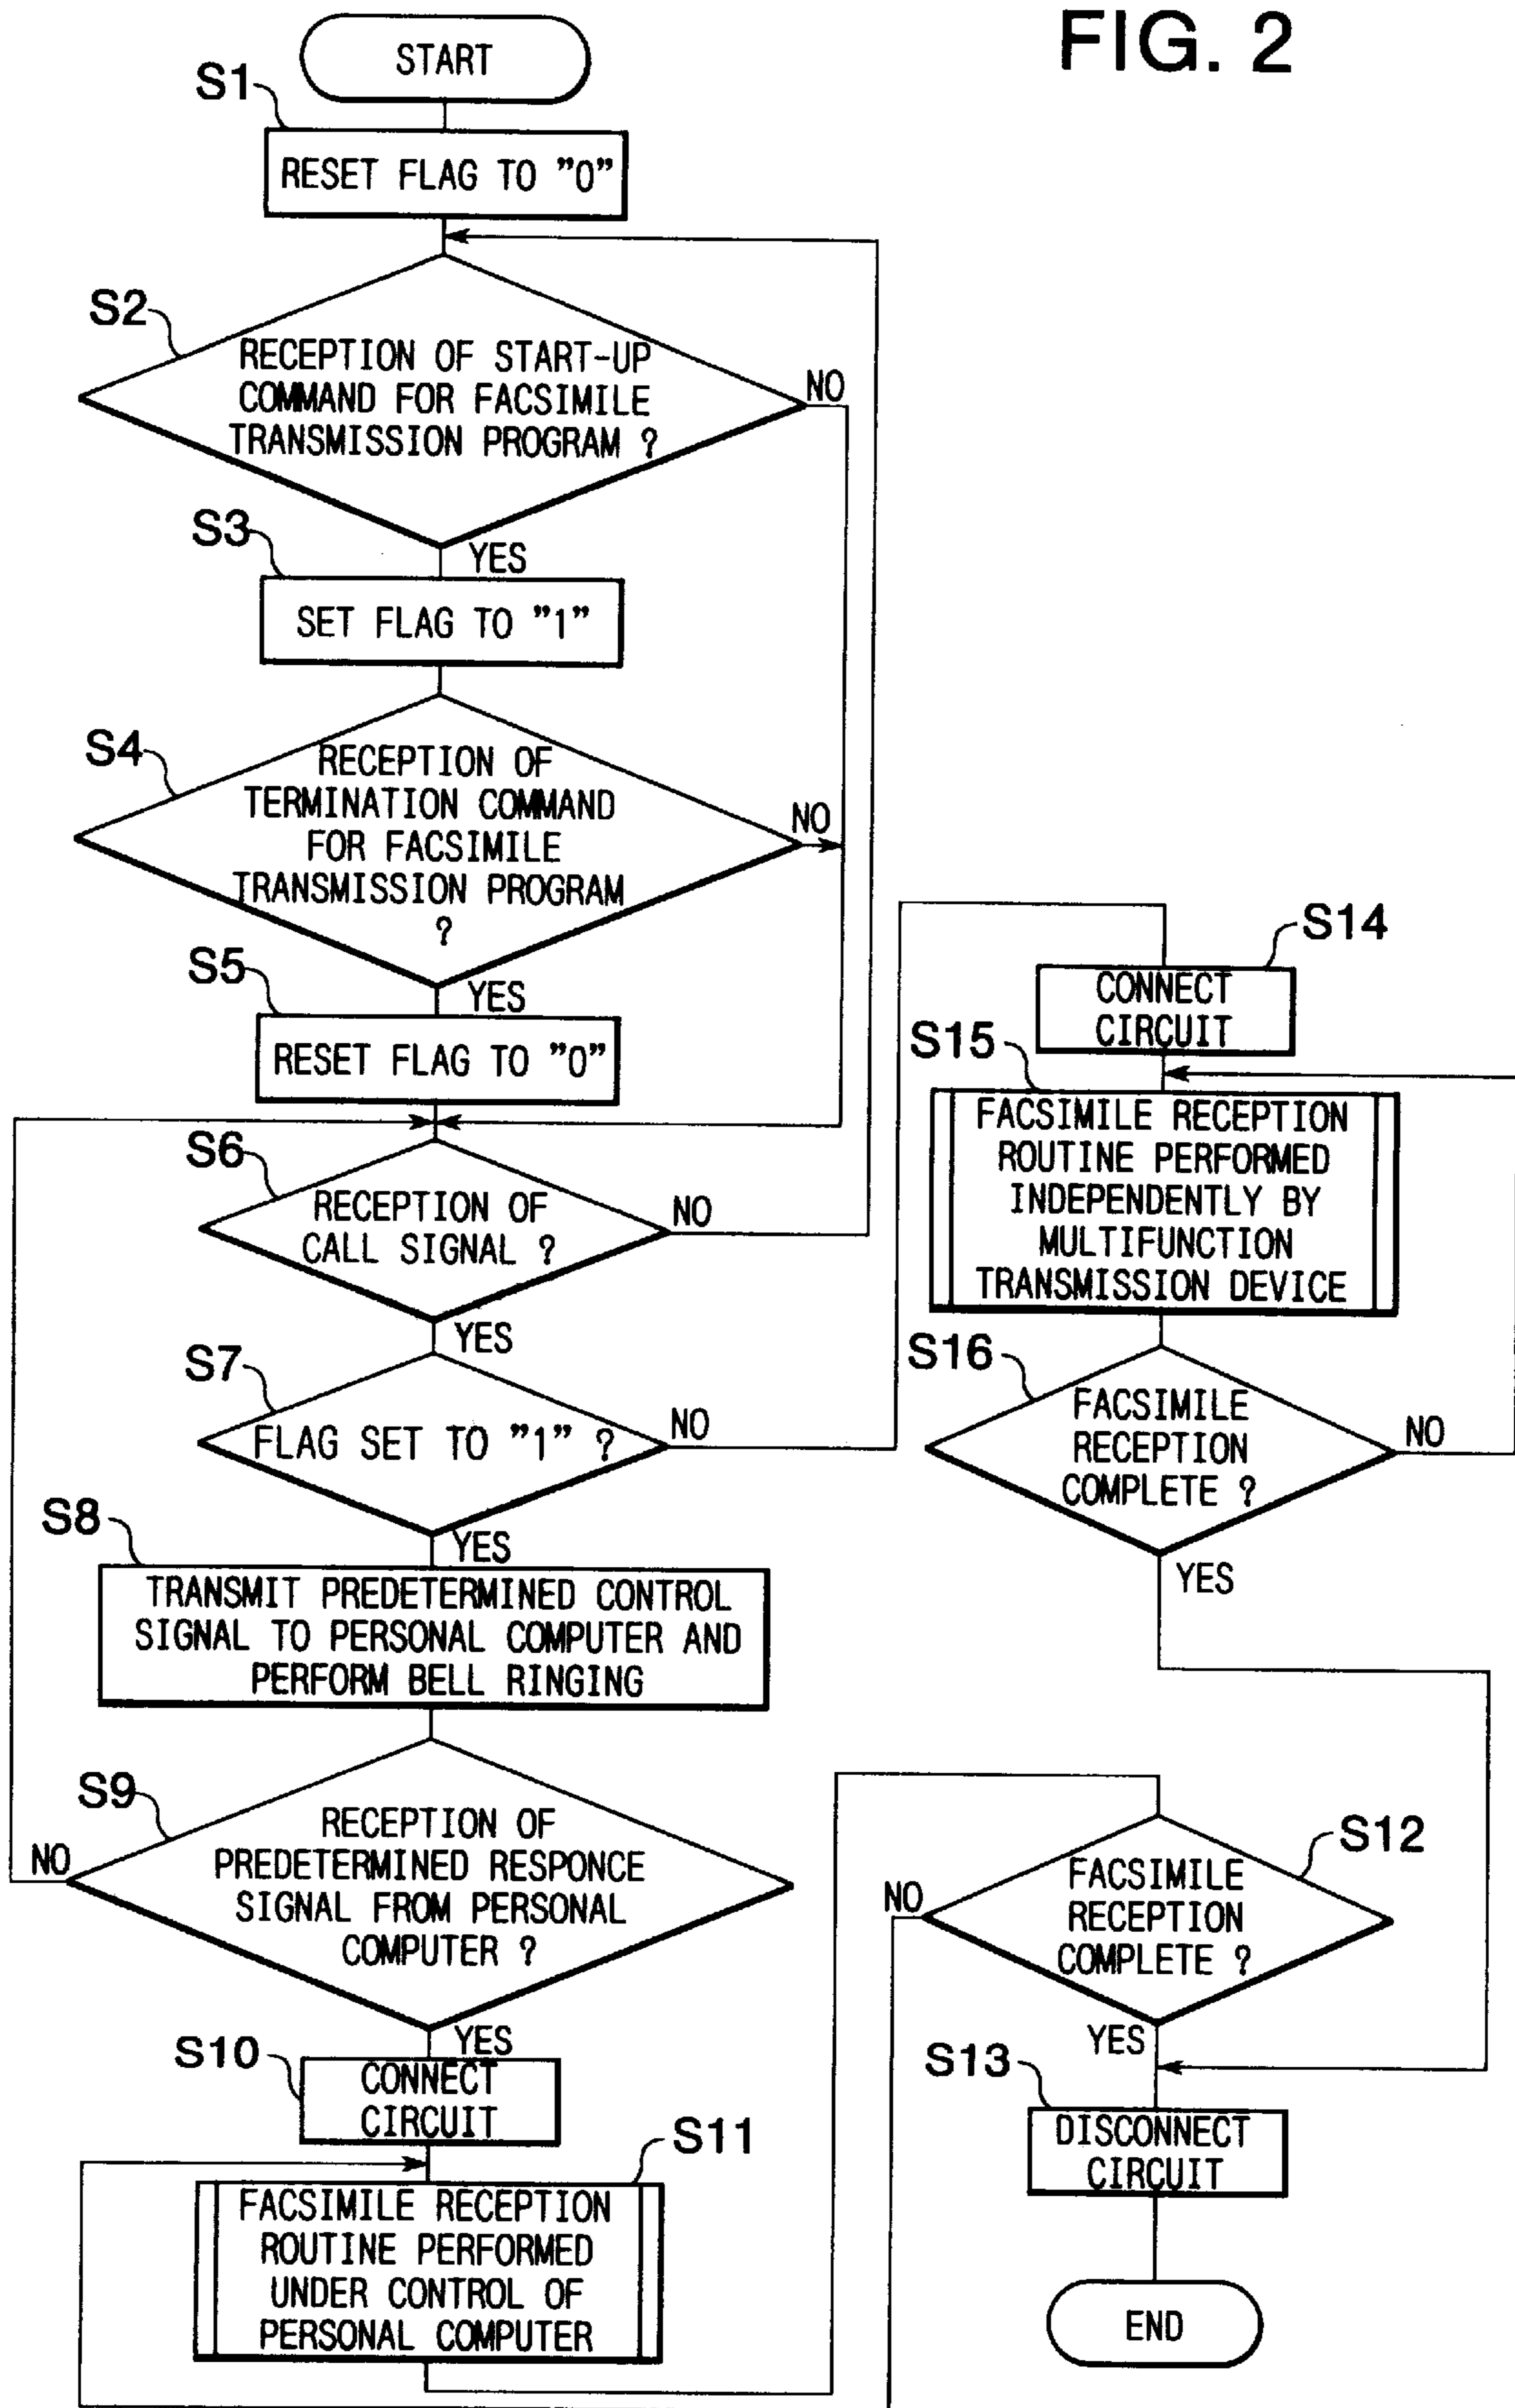 FIG. 2
START
S1
RESET FLAG TO "0"
S2
RECEPTION OF START-UP
COMMAND FOR FACSIMILE
TRANSMISSION PROGRAM ?
NO
S3
YES
SET FLAG TO "1"
S4
RECEPTION OF
TERMINATION COMMAND
FOR FACSIMILE
TRANSMISSION PROGRAM
?
NO
S5
YES
RESET FLAG TO "0"
S6
RECEPTION OF
CALL SIGNAL ?
NO
YES
S7
FLAG SET TO "1" ?
NO
S8
YES
TRANSMIT PREDETERMINED CONTROL
SIGNAL TO PERSONAL COMPUTER AND
PERFORM BELL RINGING
S9
RECEPTION OF
PREDETERMINED RESPONCE
SIGNAL FROM PERSONAL
COMPUTER ?
NO
YES
S10
CONNECT
CIRCUIT
S11
FACSIMILE RECEPTION
ROUTINE PERFORMED
UNDER CONTROL OF
PERSONAL COMPUTER
S14
CONNECT
CIRCUIT
S15
FACSIMILE RECEPTION
ROUTINE PERFORMED
INDEPENDENTLY BY
MULTIFUNCTION
TRANSMISSION DEVICE
S16
FACSIMILE
RECEPTION
COMPLETE ?
NO
YES
S12
FACSIMILE
RECEPTION
COMPLETE ?
NO
YES
S13
DISCONNECT
CIRCUIT
END